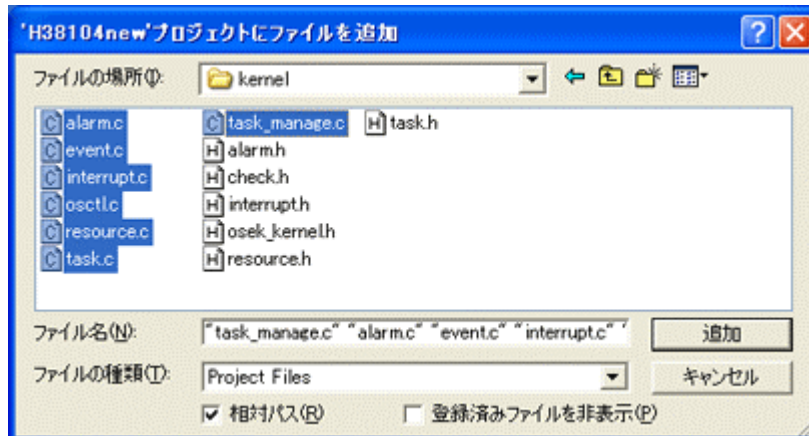 'H38104new'プロジェクトにファイルを追加
ファイルの場所(I): kernel
alarm.c task_manage.c task.h
event.c alarm.h
interrupt.c check.h
osctl.c interrupt.h
resource.c osek_kernel.h
task.c resource.h
ファイル名(N): "task_manage.c" "alarm.c" "event.c" "interrupt.c" " 追加
ファイルの種類(T): Project Files キャンセル
相対パス(R) 登録済みファイルを非表示(P)